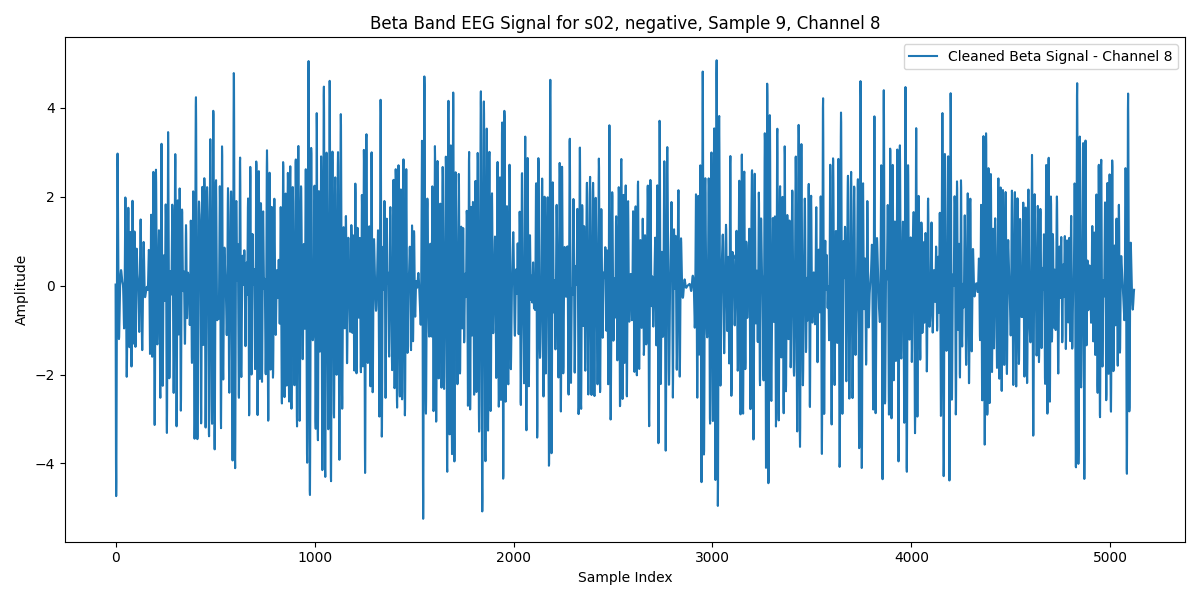 Beta Band EEG Signal for s02, negative, Sample 9, Channel 8
Cleaned Beta Signal - Channel 8
Amplitude
4
2
0
−2
−4
0 1000 2000 3000 4000 5000
Sample Index